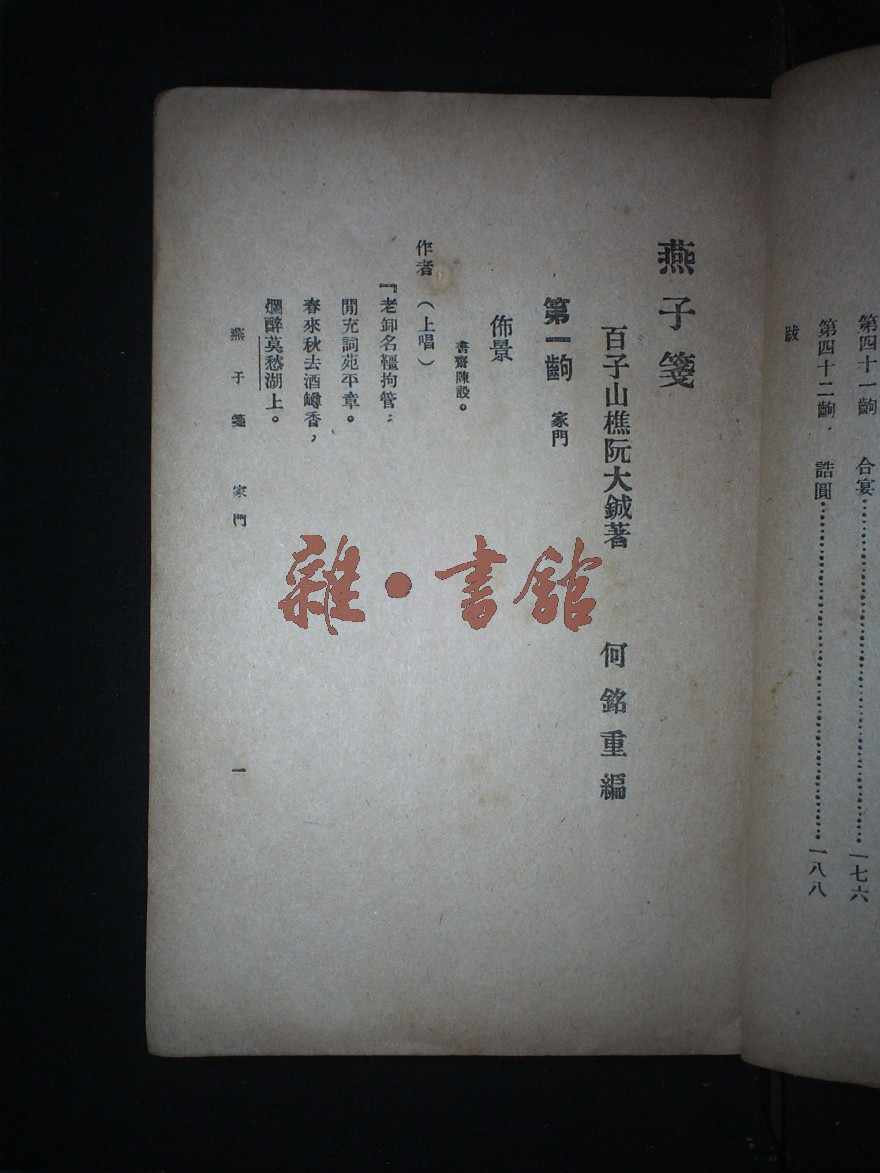 第四十一齣　合宴……一七六
第四十二齣．　誥圓……一八八
跋
燕子箋
百子山樵阮大鋮著　何銘重編
第一齣　家門
佈景
書齋陳設。
作者（上唱）
『老卸名韁拘管：
閒充詞苑平章。
春來秋去酒罇香，
爛醉莫愁湖上。
燕子箋　家門　一
雜·書館